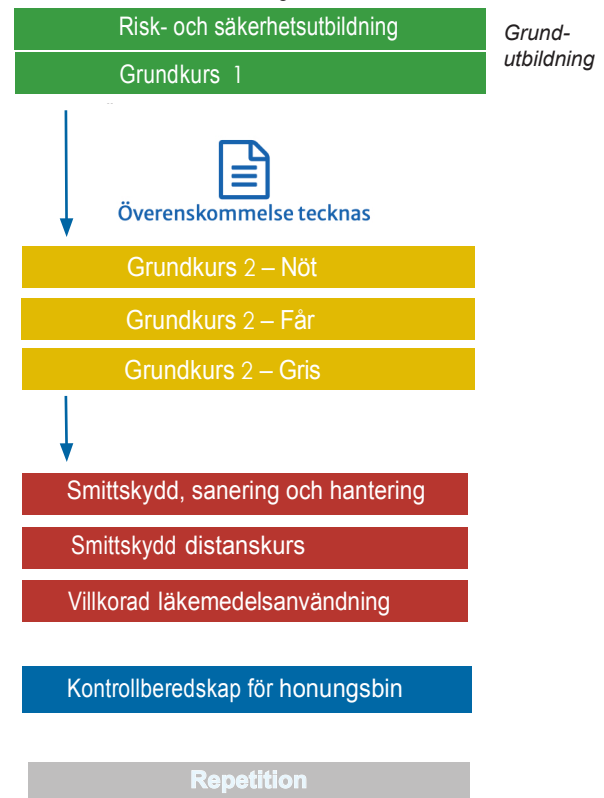 Risk- och säkerhetsutbildning
Grund-
utbildning
Grundkurs 1
Överenskommelse tecknas
Grundkurs 2 – Nöt
Grundkurs 2 – Får
Grundkurs 2 – Gris
Smittskydd, sanering och hantering
Smittskydd distanskurs
Villkorad läkemedelsanvändning
Kontrollberedskap för honungsbin
Repetition